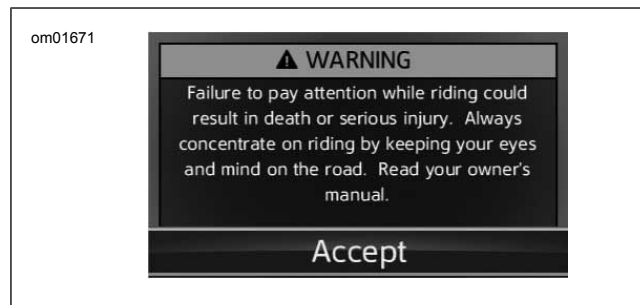 om01671
⚠ WARNING
Failure to pay attention while riding could
result in death or serious injury.  Always
concentrate on riding by keeping your eyes
and mind on the road.  Read your owner's
manual.
Accept